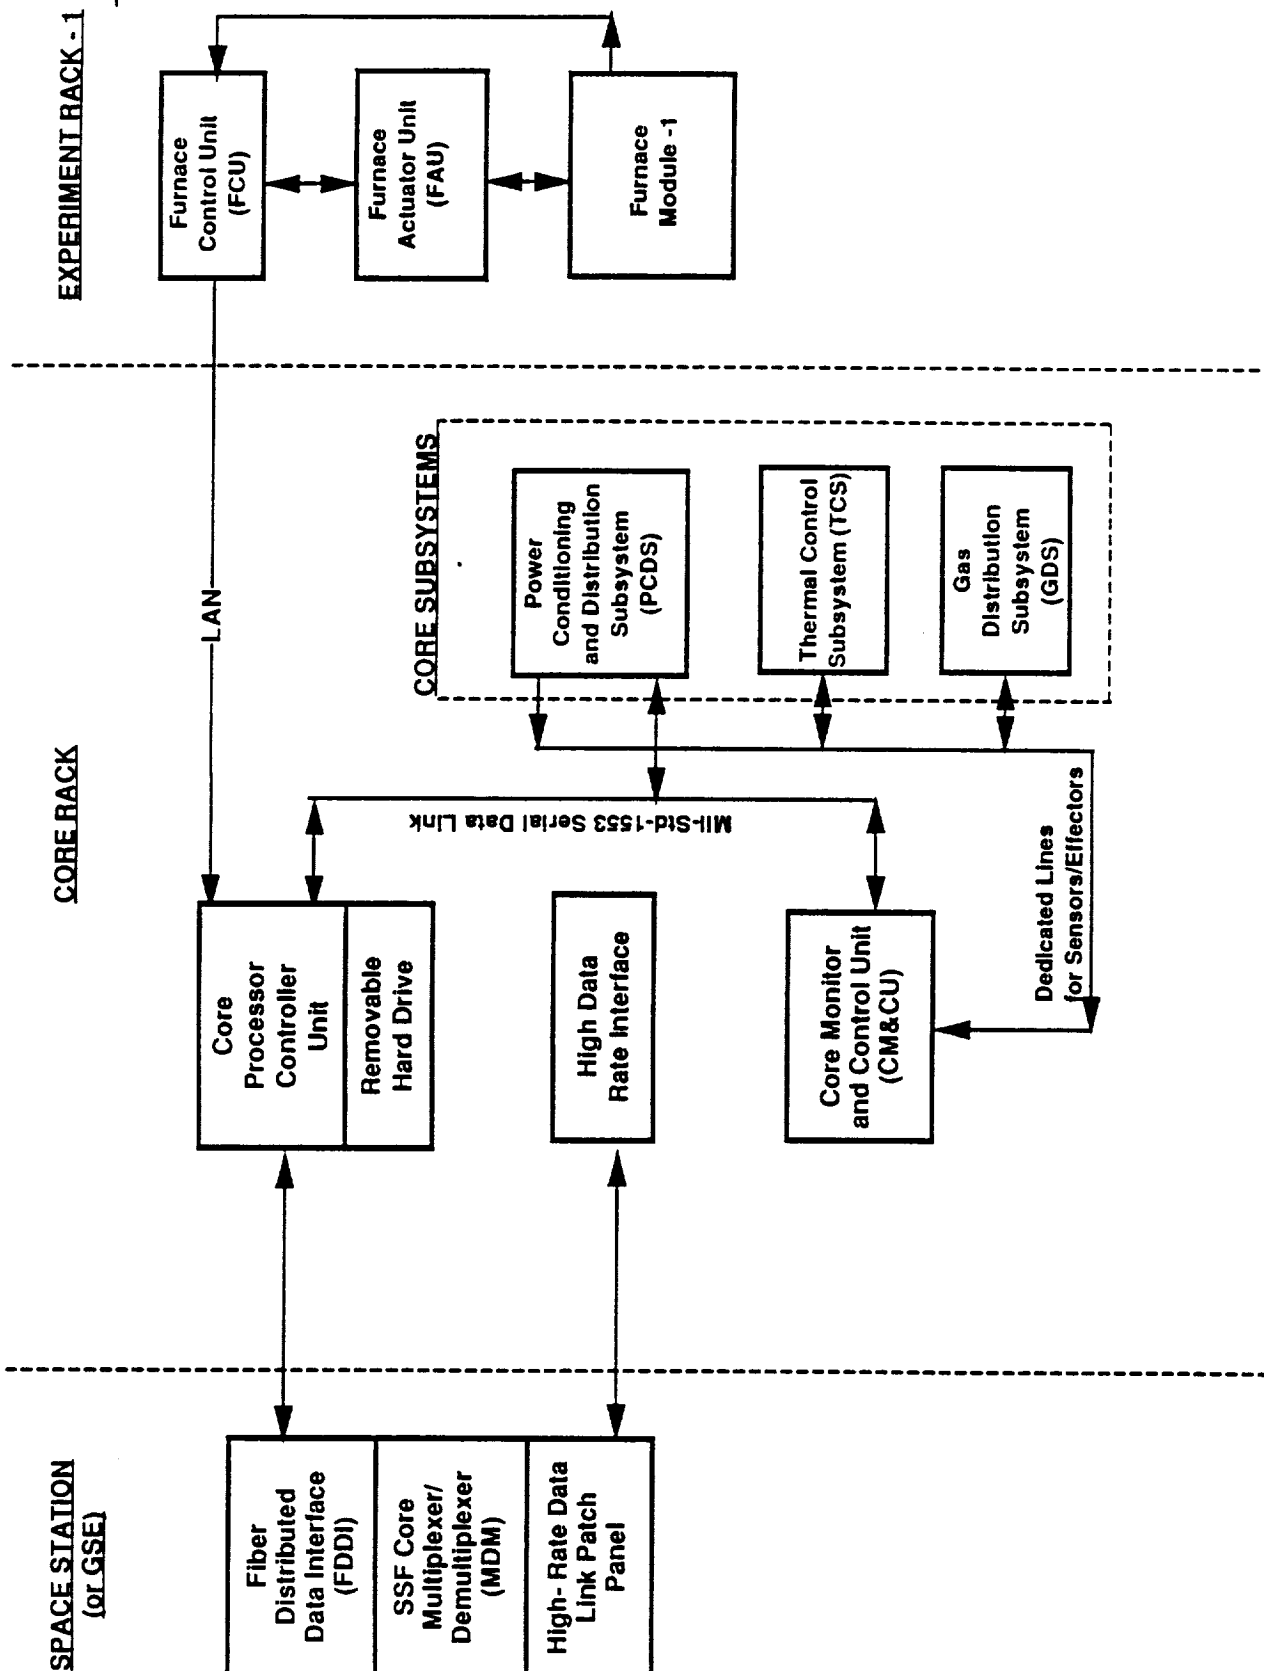 SPACE STATION
(or GSE)
Fiber
Distributed
Data Interface
(FDDI)
SSF Core
Multiplexer/
Demultiplexer
(MDM)
High- Rate Data
Link Patch
Panel
CORE RACK
Core
Processor
Controller
Unit
Removable
Hard Drive
High Data
Rate Interface
Core Monitor
and Control Unit
(CM&CU)
LAN
Mil-Std-1553 Serial Data Link
Dedicated Lines
for Sensors/Effectors
CORE SUBSYSTEMS
Power
Conditioning
and Distribution
Subsystem
(PCDS)
Thermal Control
Subsystem (TCS)
Gas
Distribution
Subsystem
(GDS)
EXPERIMENT RACK - 1
Furnace
Control Unit
(FCU)
Furnace
Actuator Unit
(FAU)
Furnace
Module -1